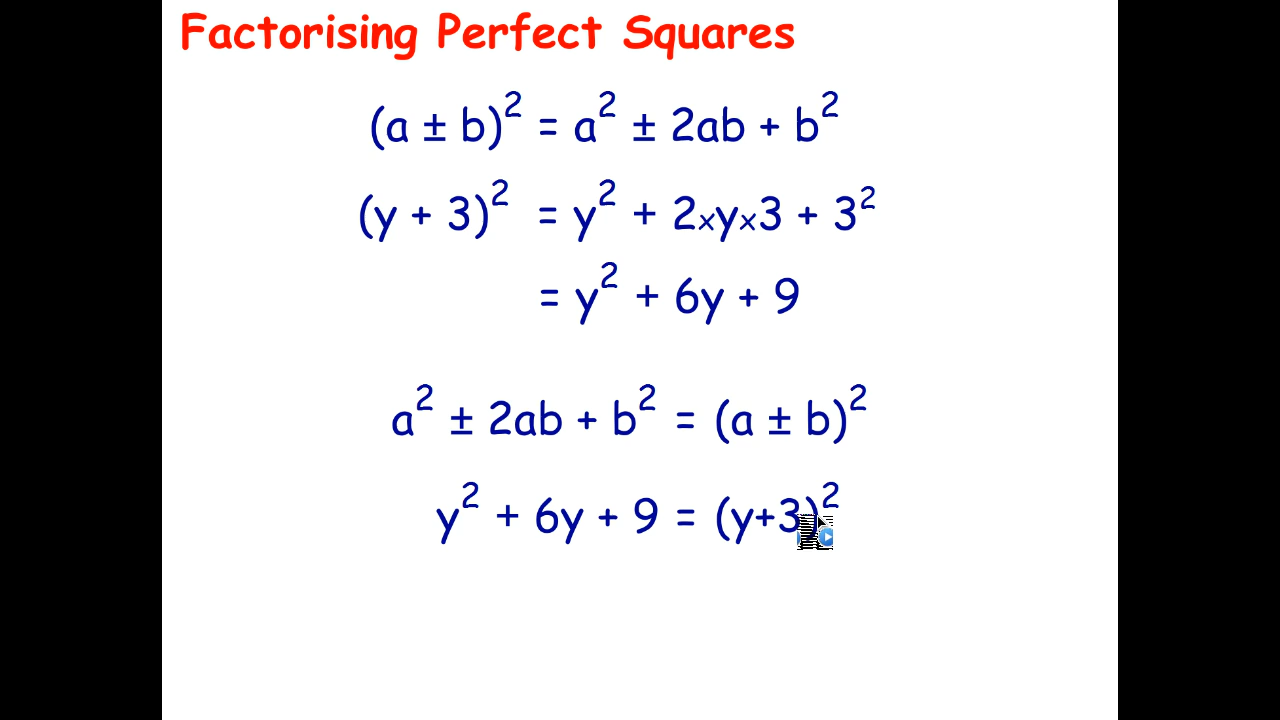 Factorising Perfect Squares
(a ± b)² = a² ± 2ab + b²
(y + 3)² = y² + 2×y×3 + 3²
= y² + 6y + 9
a² ± 2ab + b² = (a ± b)²
y² + 6y + 9 = (y+3)²